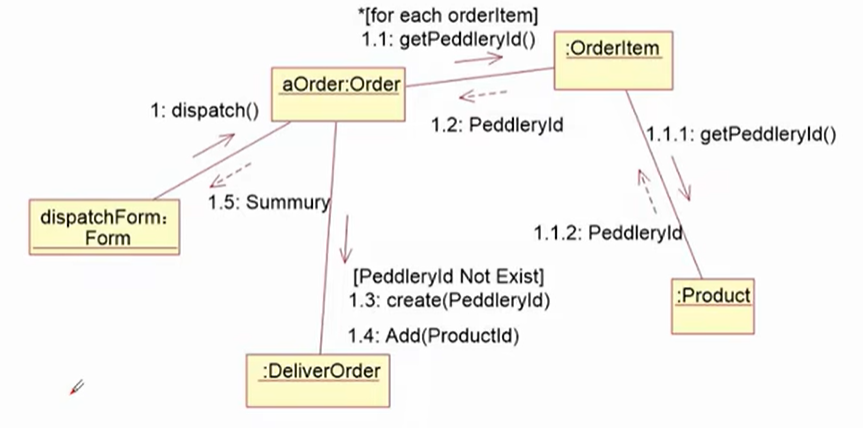 *[for each orderItem]
1.1: getPeddleryId()
:OrderItem
aOrder:Order
1: dispatch()
1.2: PeddleryId
1.1.1: getPeddleryId()
1.5: Summury
dispatchForm:
Form
1.1.2: PeddleryId
[PeddleryId Not Exist]
1.3: create(PeddleryId)
:Product
1.4: Add(ProductId)
:DeliverOrder